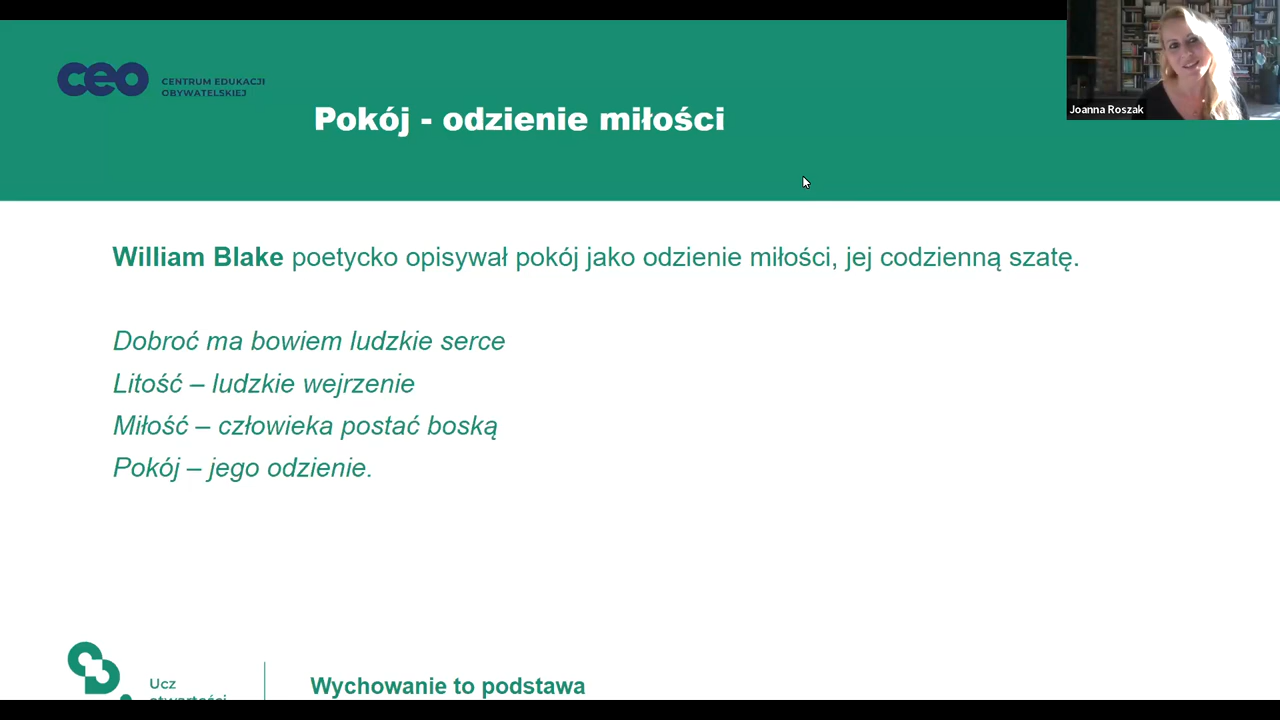 ceo CENTRUM EDUKACJI
OBYWATELSKIEJ
Pokój - odzienie miłości
Joanna Roszak
William Blake poetycko opisywał pokój jako odzienie miłości, jej codzienną szatę.
Dobroć ma bowiem ludzkie serce
Litość – ludzkie wejrzenie
Miłość – człowieka postać boską
Pokój – jego odzienie.
Ucz
otwartości
Wychowanie to podstawa